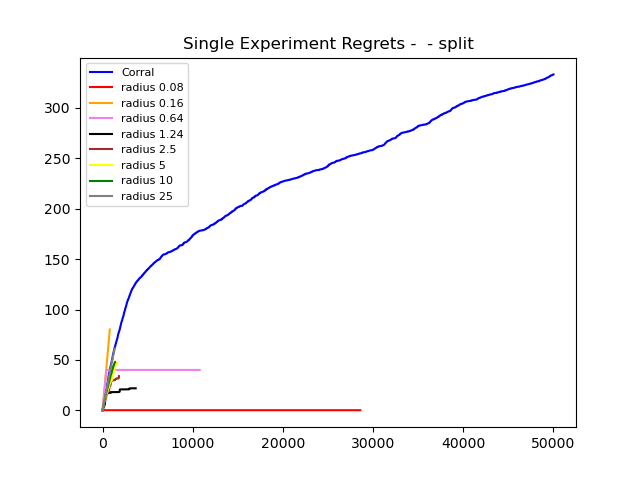 Single Experiment Regrets -  - split
Corral
radius 0.08
radius 0.16
radius 0.64
radius 1.24
radius 2.5
radius 5
radius 10
radius 25
300
250
200
150
100
50
0
0 10000 20000 30000 40000 50000